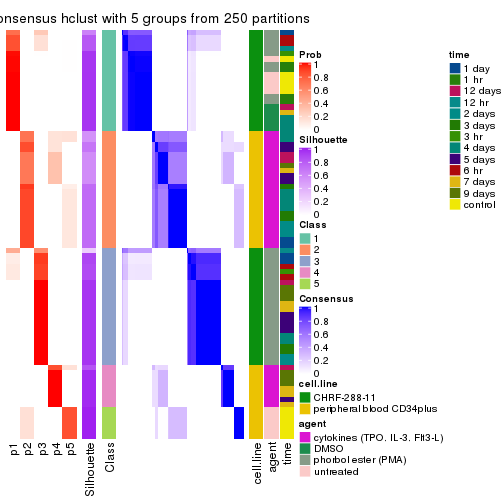 onsensus hclust with 5 groups from 250 partitions
Prob
1
0.8
0.6
0.4
0.2
0
Silhouette
1
0.8
0.6
0.4
0.2
0
Class
1
2
3
4
5
Consensus
1
0.8
0.6
0.4
0.2
0
cell.line
CHRF-288-11
peripheral blood CD34plus
agent
cytokines (TPO, IL-3, Flt3-L)
DMSO
phorbol ester (PMA)
untreated
time
1 day
1 hr
12 days
12 hr
2 days
3 days
3 hr
4 days
5 days
6 hr
7 days
9 days
control
p1
p2
p3
p4
p5
Silhouette
Class
cell.line
agent
time